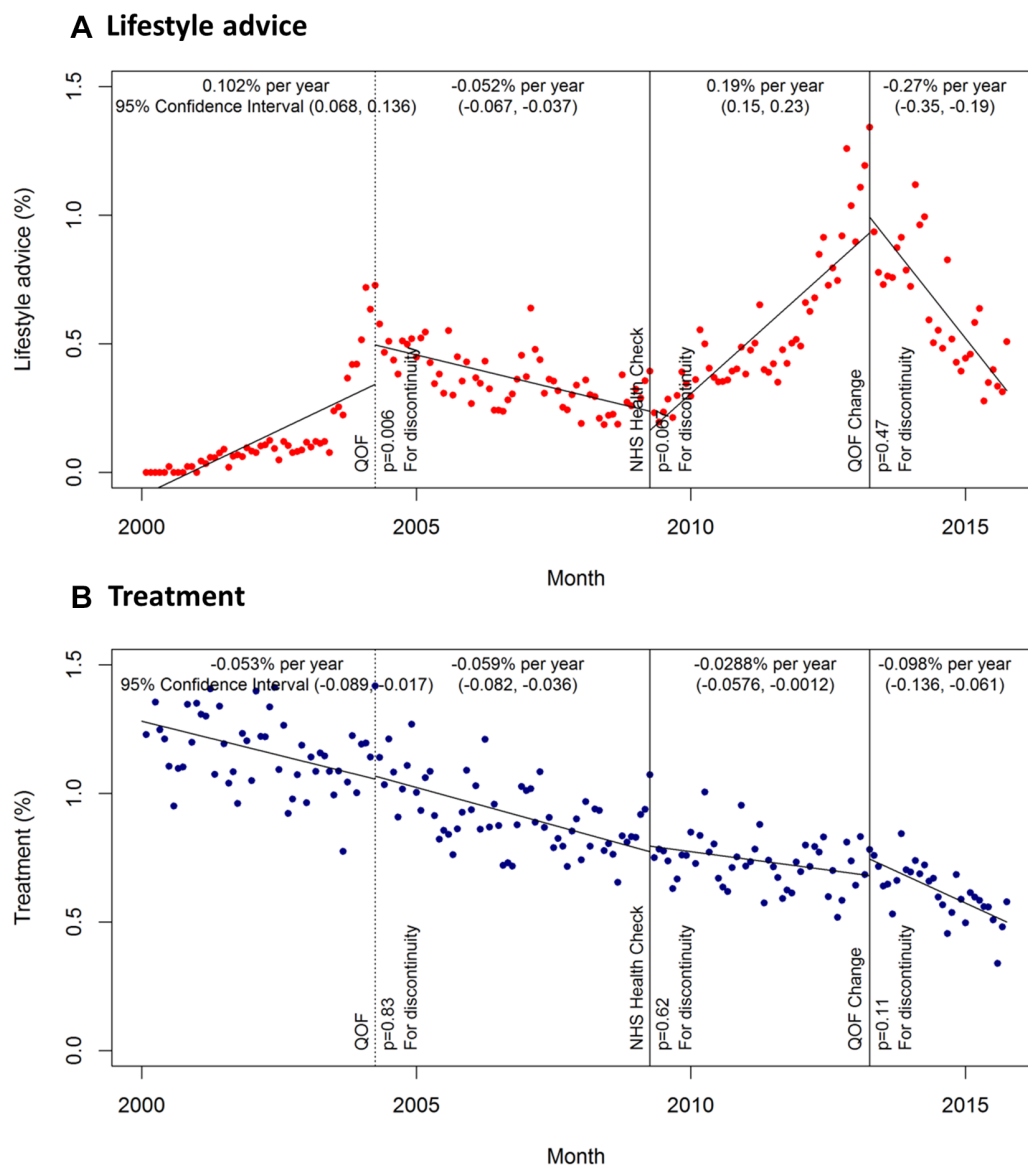 A Lifestyle advice
0.102% per year
95% Confidence Interval (0.068, 0.136)
-0.052% per year
(-0.067, -0.037)
0.19% per year
(0.15, 0.23)
-0.27% per year
(-0.35, -0.19)
Lifestyle advice (%)
1.5
1.0
0.5
0.0
QOF
p=0.006
For discontinuity
NHS Health Check
For discontinuity
QOF Change
p=0.47
For discontinuity
2000
2005
2010
2015
Month
B Treatment
-0.053% per year
95% Confidence Interval (-0.089, -0.017)
-0.059% per year
(-0.082, -0.036)
-0.0288% per year
(-0.0576, -0.0012)
-0.098% per year
(-0.136, -0.061)
Treatment (%)
1.5
1.0
0.5
0.0
QOF
p=0.83
For discontinuity
NHS Health Check
p=0.62
For discontinuity
QOF Change
p=0.11
For discontinuity
2000
2005
2010
2015
Month